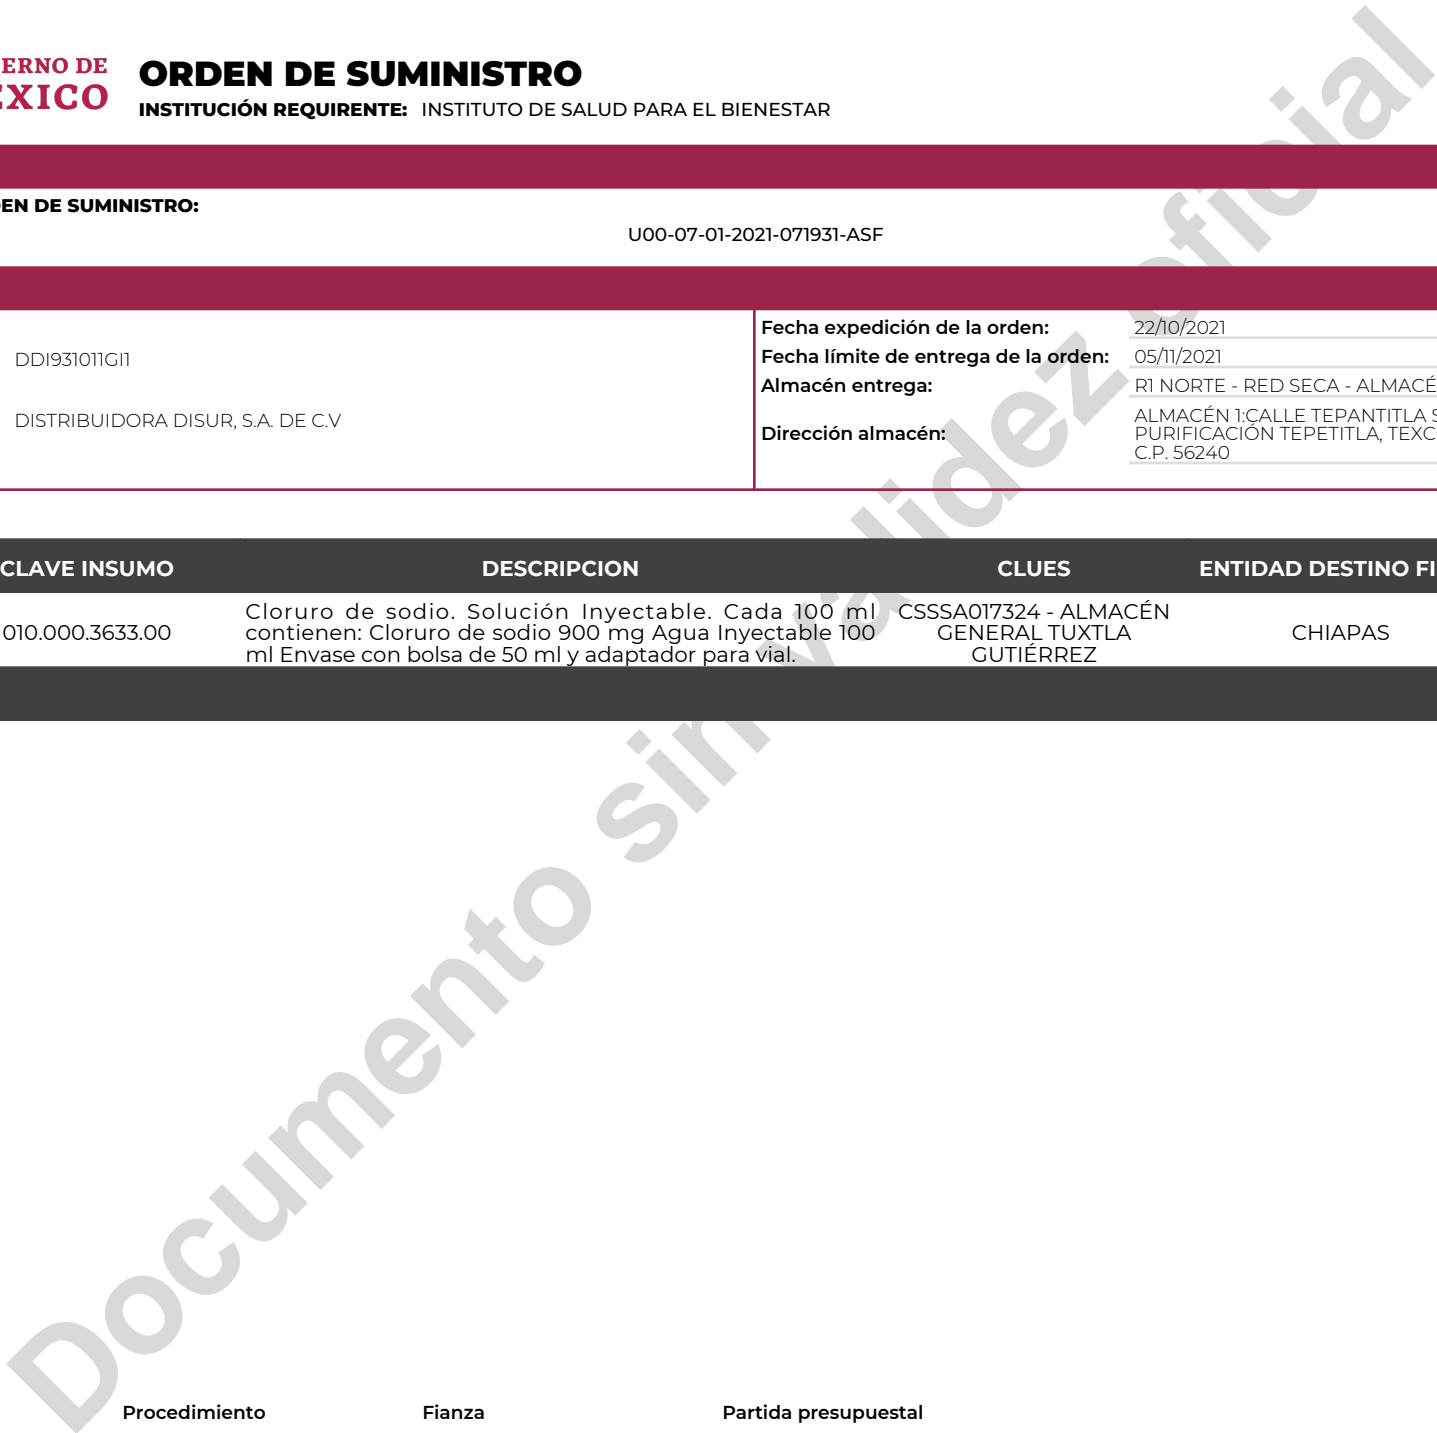 ERNO DE
ÉXICO
ORDEN DE SUMINISTRO
INSTITUCIÓN REQUIRENTE: INSTITUTO DE SALUD PARA EL BIENESTAR
EN DE SUMINISTRO:
U00-07-01-2021-071931-ASF
DDI931011GI1
DISTRIBUIDORA DISUR, S.A. DE C.V
Fecha expedición de la orden: 22/10/2021
Fecha límite de entrega de la orden: 05/11/2021
Almacén entrega: R1 NORTE - RED SECA - ALMACÉ
Dirección almacén:
ALMACÉN 1:CALLE TEPANTITLA S
PURIFICACIÓN TEPETITLA, TEXC
C.P. 56240
CLAVE INSUMO DESCRIPCION CLUES ENTIDAD DESTINO FI
010.000.3633.00
Cloruro de sodio. Solución Inyectable. Cada 100 ml
contienen: Cloruro de sodio 900 mg Agua Inyectable 100
ml Envase con bolsa de 50 ml y adaptador para vial.
CSSSA017324 - ALMACÉN
GENERAL TUXTLA
GUTIÉRREZ
CHIAPAS
Documento sin validez oficial
Procedimiento Fianza Partida presupuestal